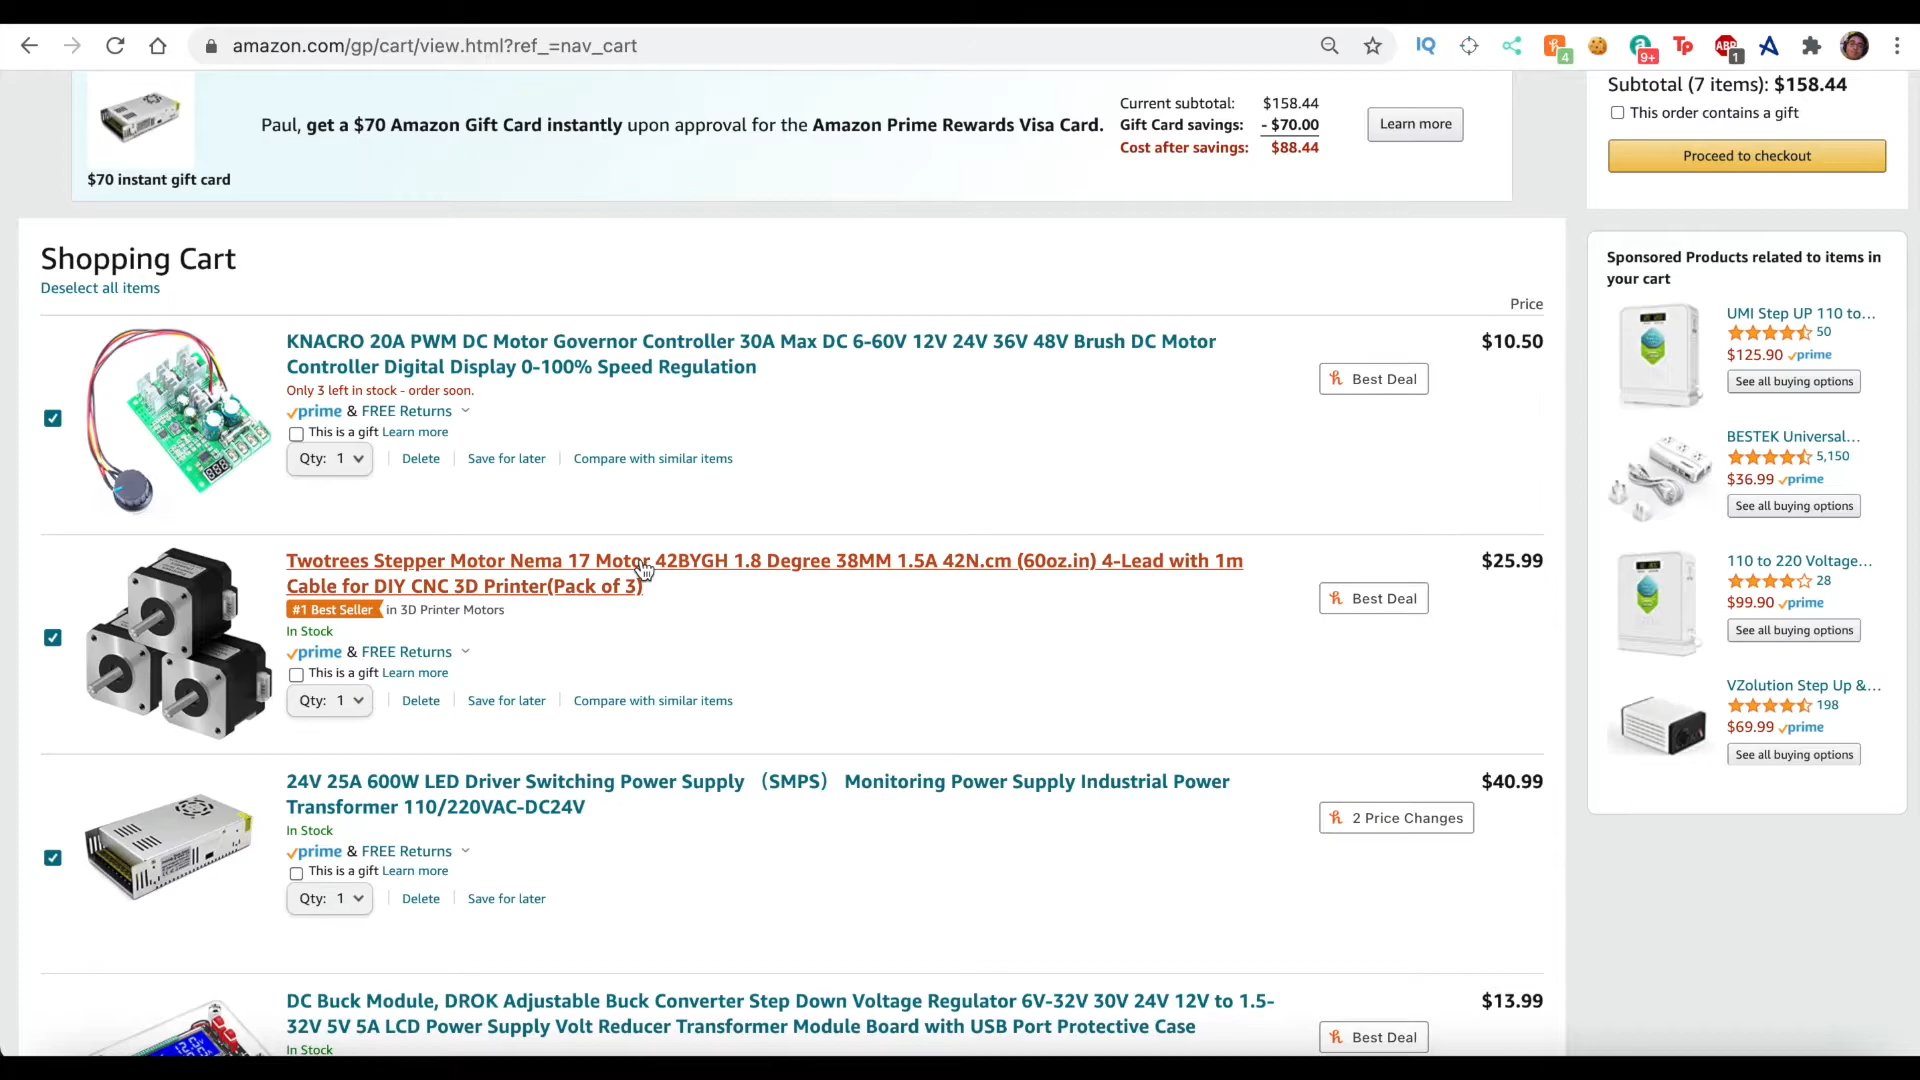 amazon.com/gp/cart/view.html?ref_=nav_cart
IQ
4
9+
Tp
ABP
1
$70 instant gift card
Paul, get a $70 Amazon Gift Card instantly upon approval for the Amazon Prime Rewards Visa Card.
Current subtotal: $158.44
Gift Card savings: - $70.00
Cost after savings: $88.44
Learn more
Subtotal (7 items): $158.44
This order contains a gift
Proceed to checkout
Shopping Cart
Deselect all items
Price
KNACRO 20A PWM DC Motor Governor Controller 30A Max DC 6-60V 12V 24V 36V 48V Brush DC Motor
Controller Digital Display 0-100% Speed Regulation
$10.50
Only 3 left in stock - order soon.
Best Deal
prime & FREE Returns
This is a gift Learn more
Qty: 1 Delete Save for later Compare with similar items
Twotrees Stepper Motor Nema 17 Motor 42BYGH 1.8 Degree 38MM 1.5A 42N.cm (60oz.in) 4-Lead with 1m
Cable for DIY CNC 3D Printer(Pack of 3)
$25.99
#1 Best Seller in 3D Printer Motors
Best Deal
In Stock
prime & FREE Returns
This is a gift Learn more
Qty: 1 Delete Save for later Compare with similar items
24V 25A 600W LED Driver Switching Power Supply （SMPS） Monitoring Power Supply Industrial Power
Transformer 110/220VAC-DC24V
$40.99
2 Price Changes
In Stock
prime & FREE Returns
This is a gift Learn more
Qty: 1 Delete Save for later
DC Buck Module, DROK Adjustable Buck Converter Step Down Voltage Regulator 6V-32V 30V 24V 12V to 1.5-
32V 5V 5A LCD Power Supply Volt Reducer Transformer Module Board with USB Port Protective Case
$13.99
Best Deal
In Stock
Sponsored Products related to items in
your cart
UMI Step UP 110 to...
50
$125.90 prime
See all buying options
BESTEK Universal...
5,150
$36.99 prime
See all buying options
110 to 220 Voltage...
28
$99.90 prime
See all buying options
VZolution Step Up &...
198
$69.99 prime
See all buying options